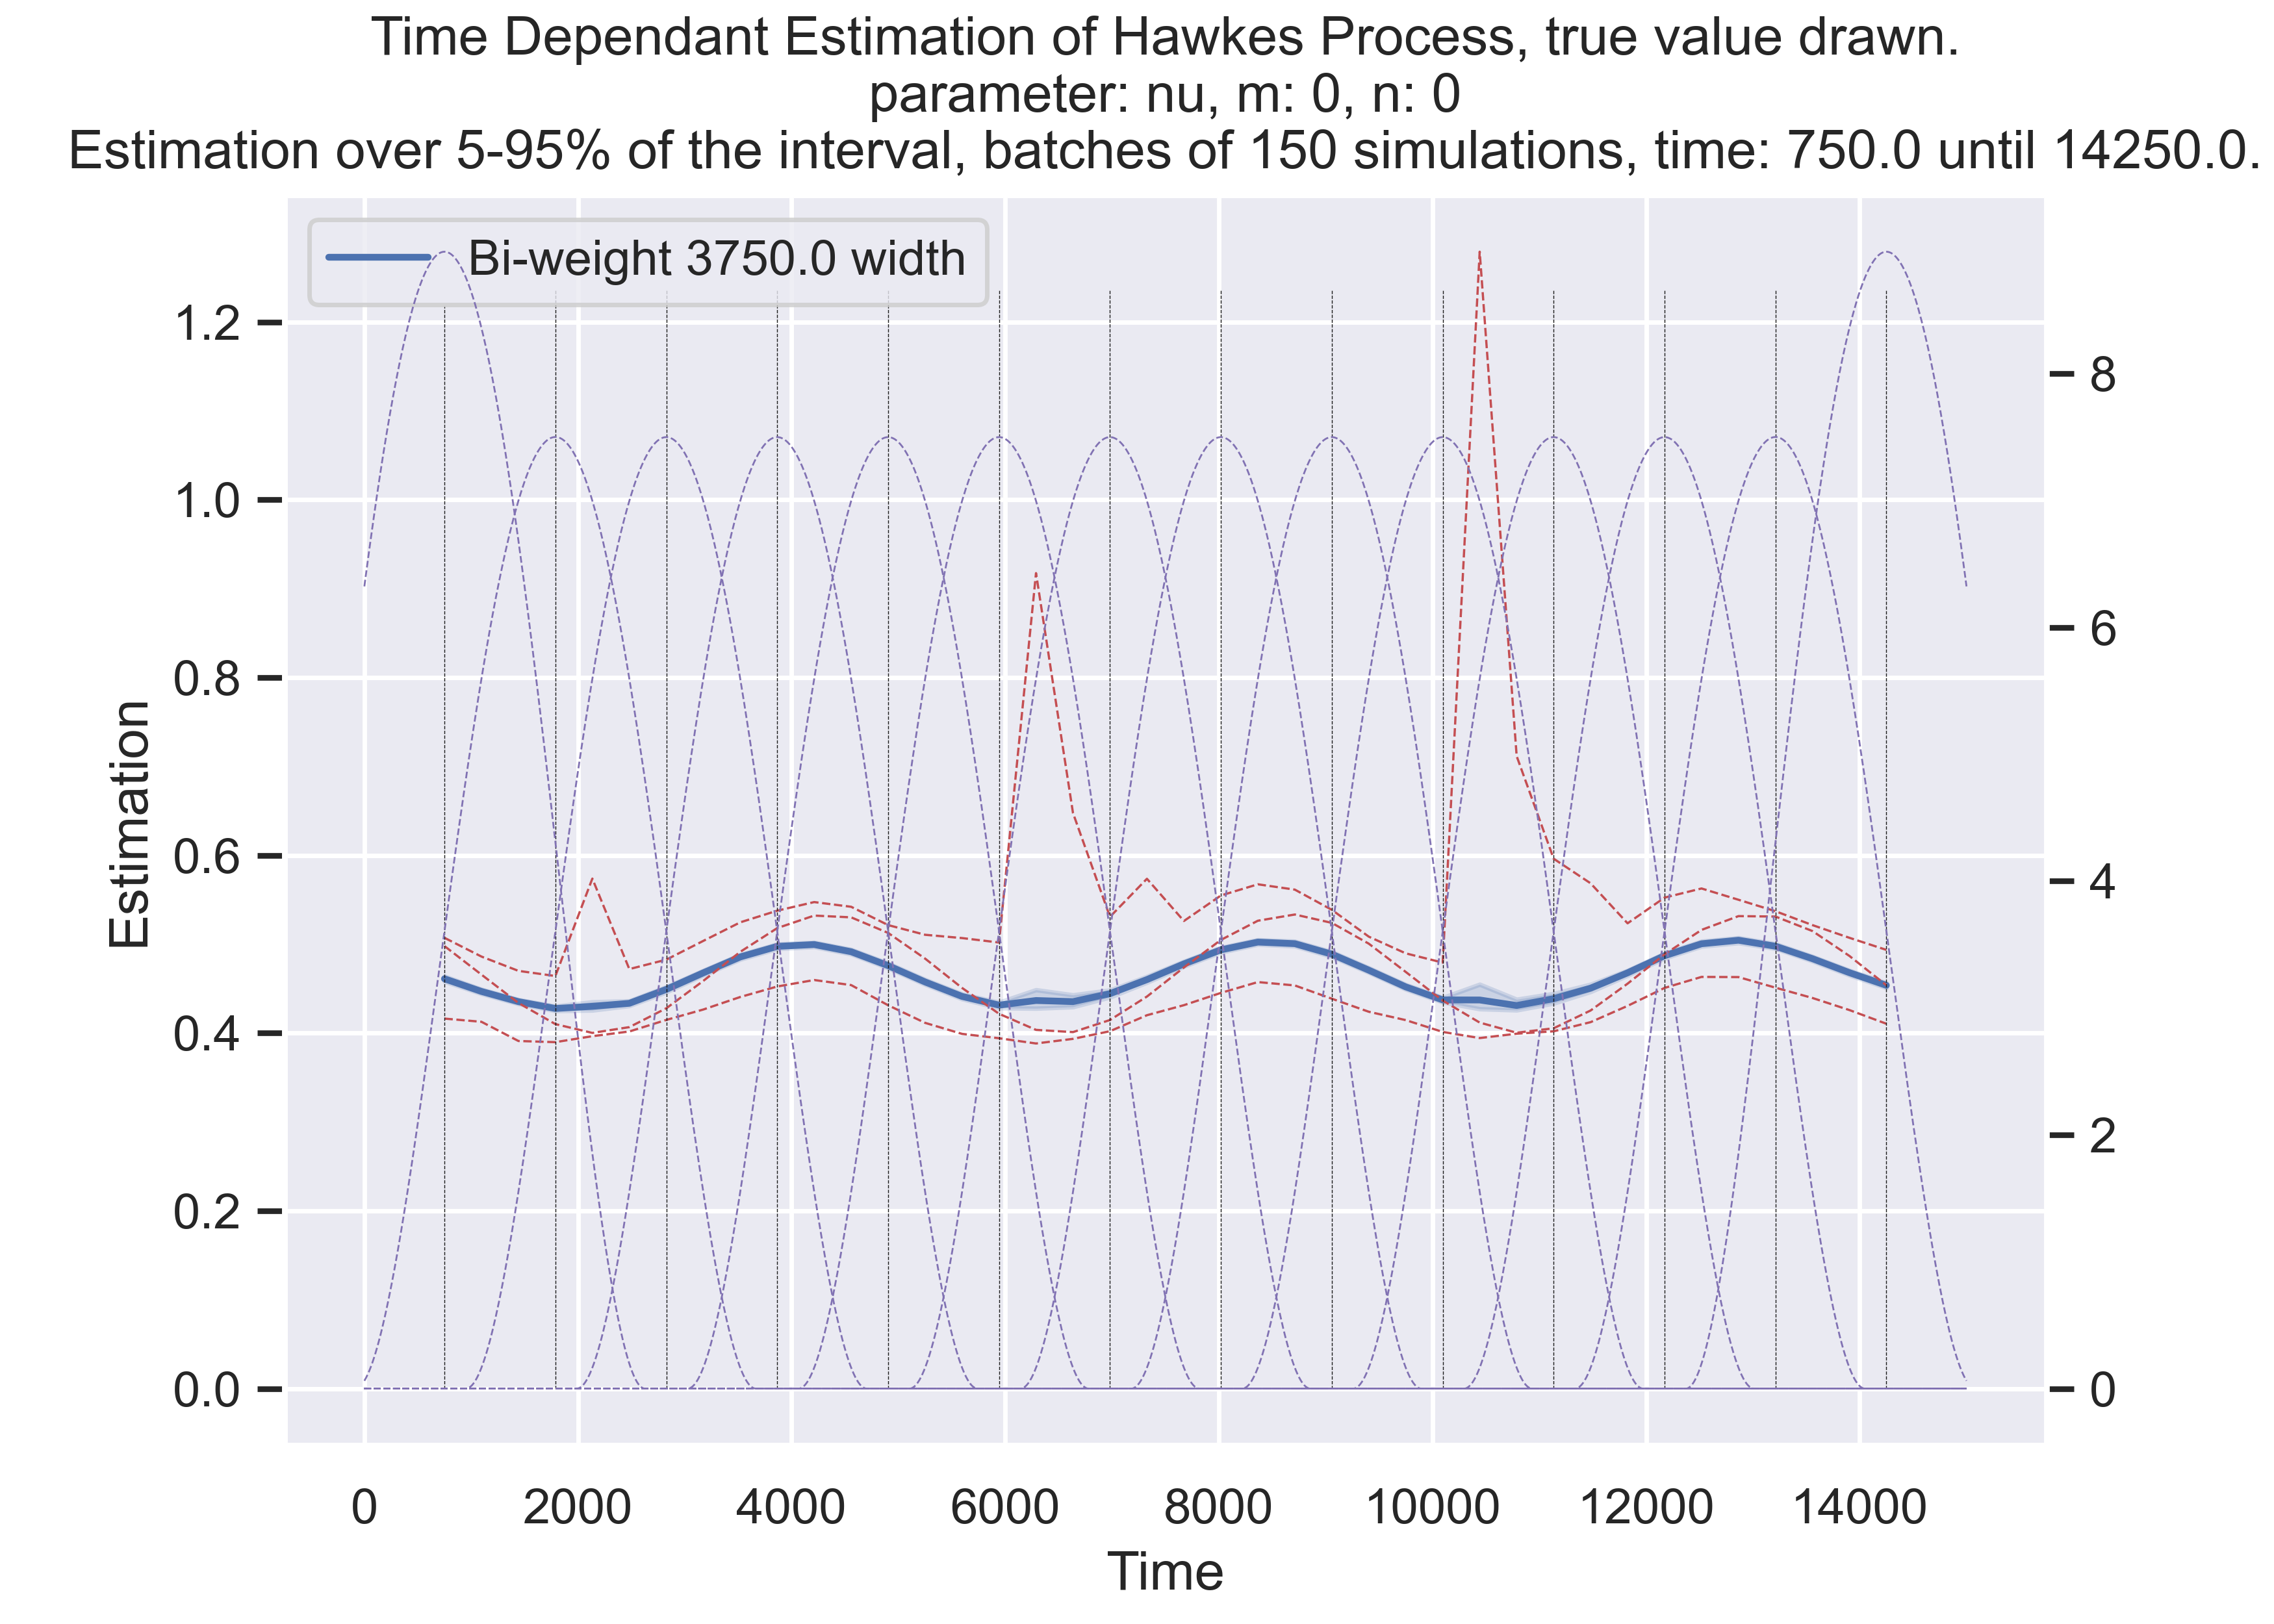 Time Dependant Estimation of Hawkes Process, true value drawn.
parameter: nu, m: 0, n: 0
Estimation over 5-95% of the interval, batches of 150 simulations, time: 750.0 until 14250.0.
Bi-weight 3750.0 width
1.2
1.0
0.8
0.6
0.4
0.2
0.0
Estimation
8
6
4
2
0
0 2000 4000 6000 8000 10000 12000 14000
Time